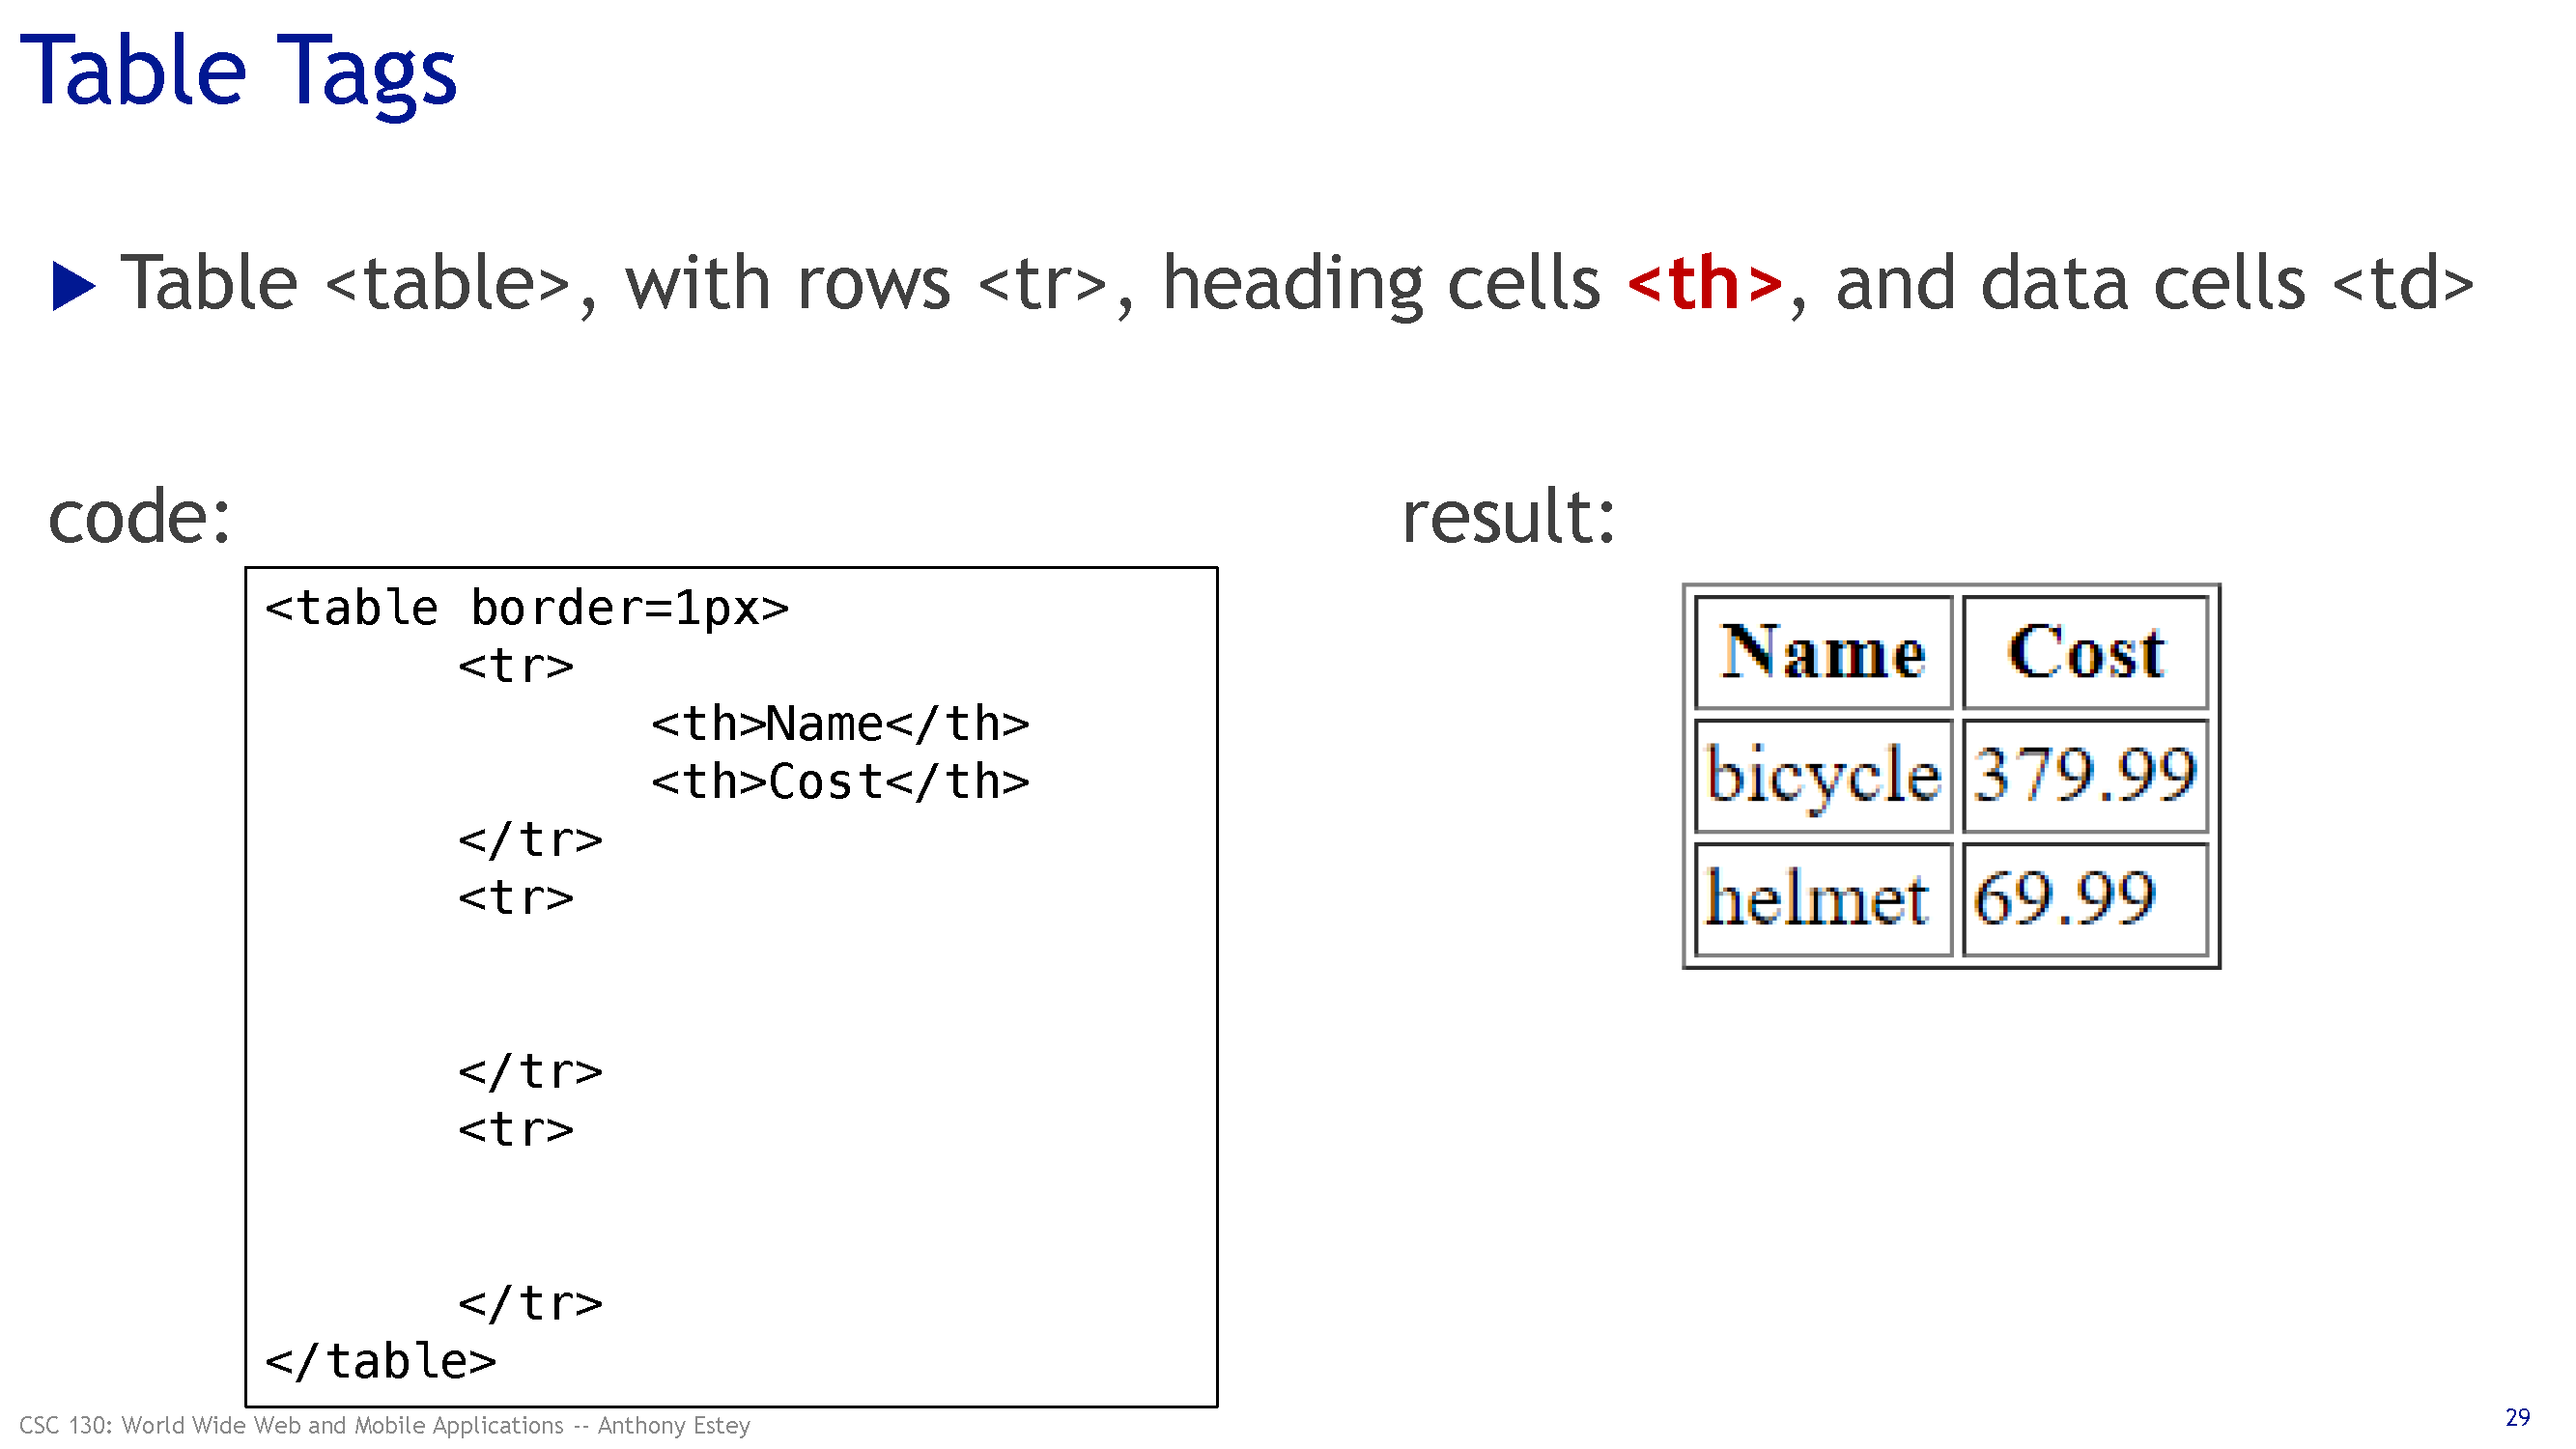 Table Tags
Table <table>, with rows <tr>, heading cells <th>, and data cells <td>
code:
<table border=1px>
<tr>
<th>Name</th>
<th>Cost</th>
</tr>
<tr>
</tr>
<tr>
</tr>
</table>
result:
Name Cost
bicycle 379.99
helmet 69.99
CSC 130: World Wide Web and Mobile Applications -- Anthony Estey
29